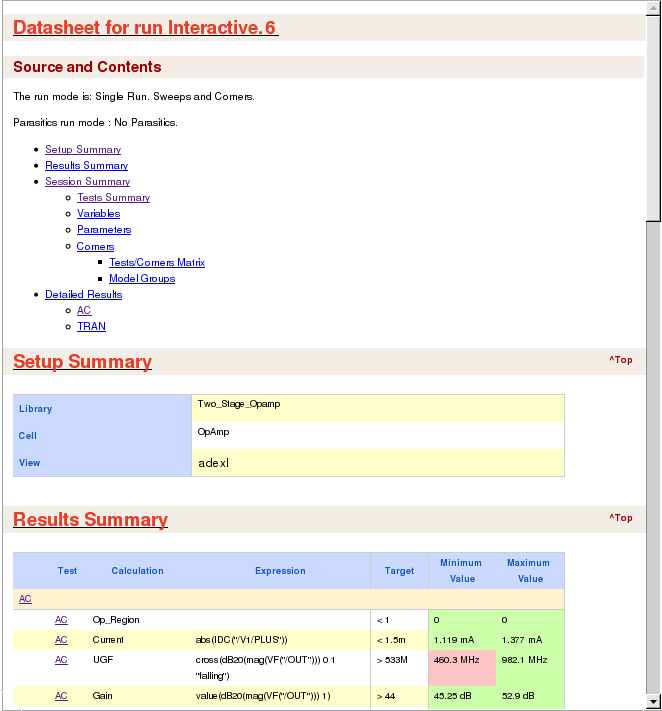 Datasheet for run Interactive.6
Source and Contents
The run mode is: Single Run, Sweeps and Corners.
Parasitics run mode : No Parasitics.
Setup Summary
Results Summary
Session Summary
Tests Summary
Variables
Parameters
Corners
Tests/Corners Matrix
Model Groups
Detailed Results
AC
TRAN
Setup Summary ^Top
Library Two_Stage_Opamp
Cell OpAmp
View adexl
Results Summary ^Top
Test Calculation Expression Target Minimum Value Maximum Value
AC
AC Op_Region < 1 0 0
AC Current abs(IDC("/V1/PLUS")) < 1.5m 1.119 mA 1.377 mA
AC UGF cross(dB20(mag(VF("/OUT"))) 0 1 > 533M 460.3 MHz 982.1 MHz
"falling")
AC Gain value(dB20(mag(VF("/OUT"))) 1) > 44 45.25 dB 52.9 dB